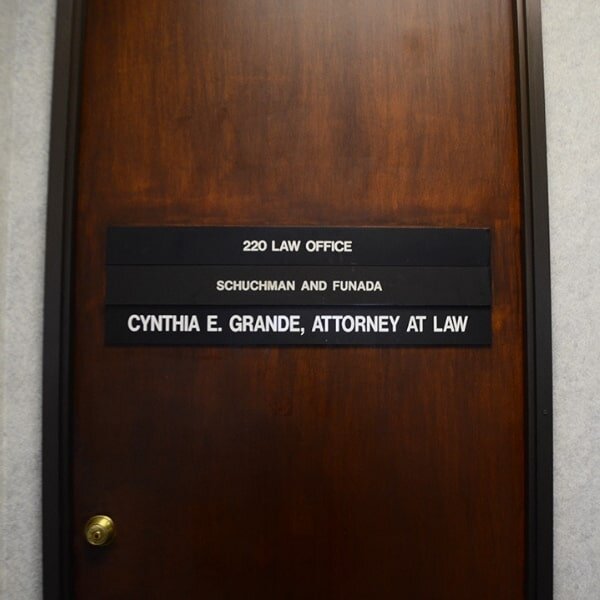 220 LAW OFFICE
SCHUCHMAN AND FUNADA
CYNTHIA E. GRANDE, ATTORNEY AT LAW